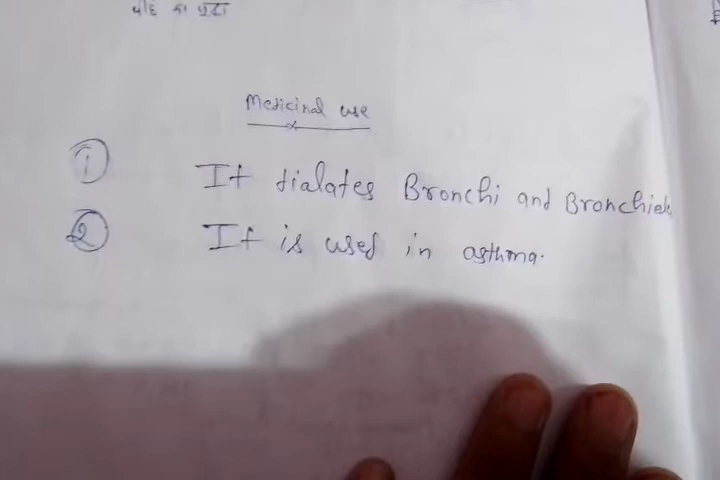 पौधे का
Medicinal use
① It dialates Bronchi and Bronchiole
② It is used in asthma.